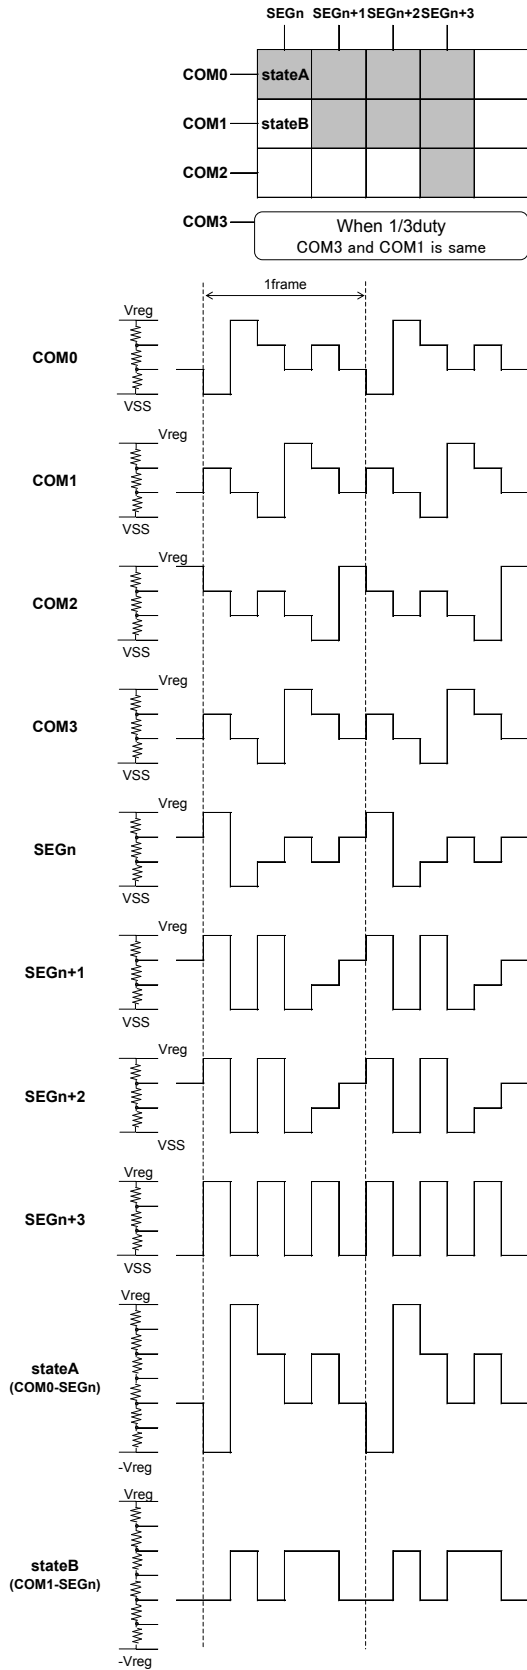 SEGn SEGn+1 SEGn+2 SEGn+3
COM0 stateA
COM1 stateB
COM2
COM3 When 1/3duty
COM3 and COM1 is same
1frame
Vreg
COM0
VSS
Vreg
COM1
VSS
Vreg
COM2
VSS
Vreg
COM3
VSS
Vreg
SEGn
VSS
Vreg
SEGn+1
VSS
Vreg
SEGn+2
VSS
Vreg
SEGn+3
VSS
Vreg
stateA
(COM0-SEGn)
-Vreg
Vreg
stateB
(COM1-SEGn)
-Vreg